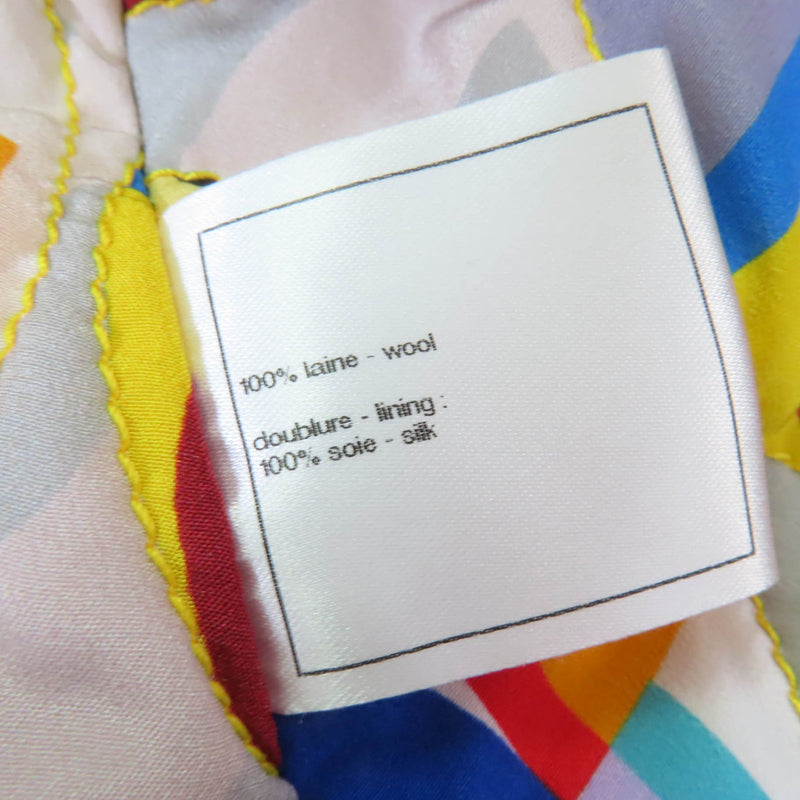 100% laine - wool
doublure - lining :
100% soie - silk